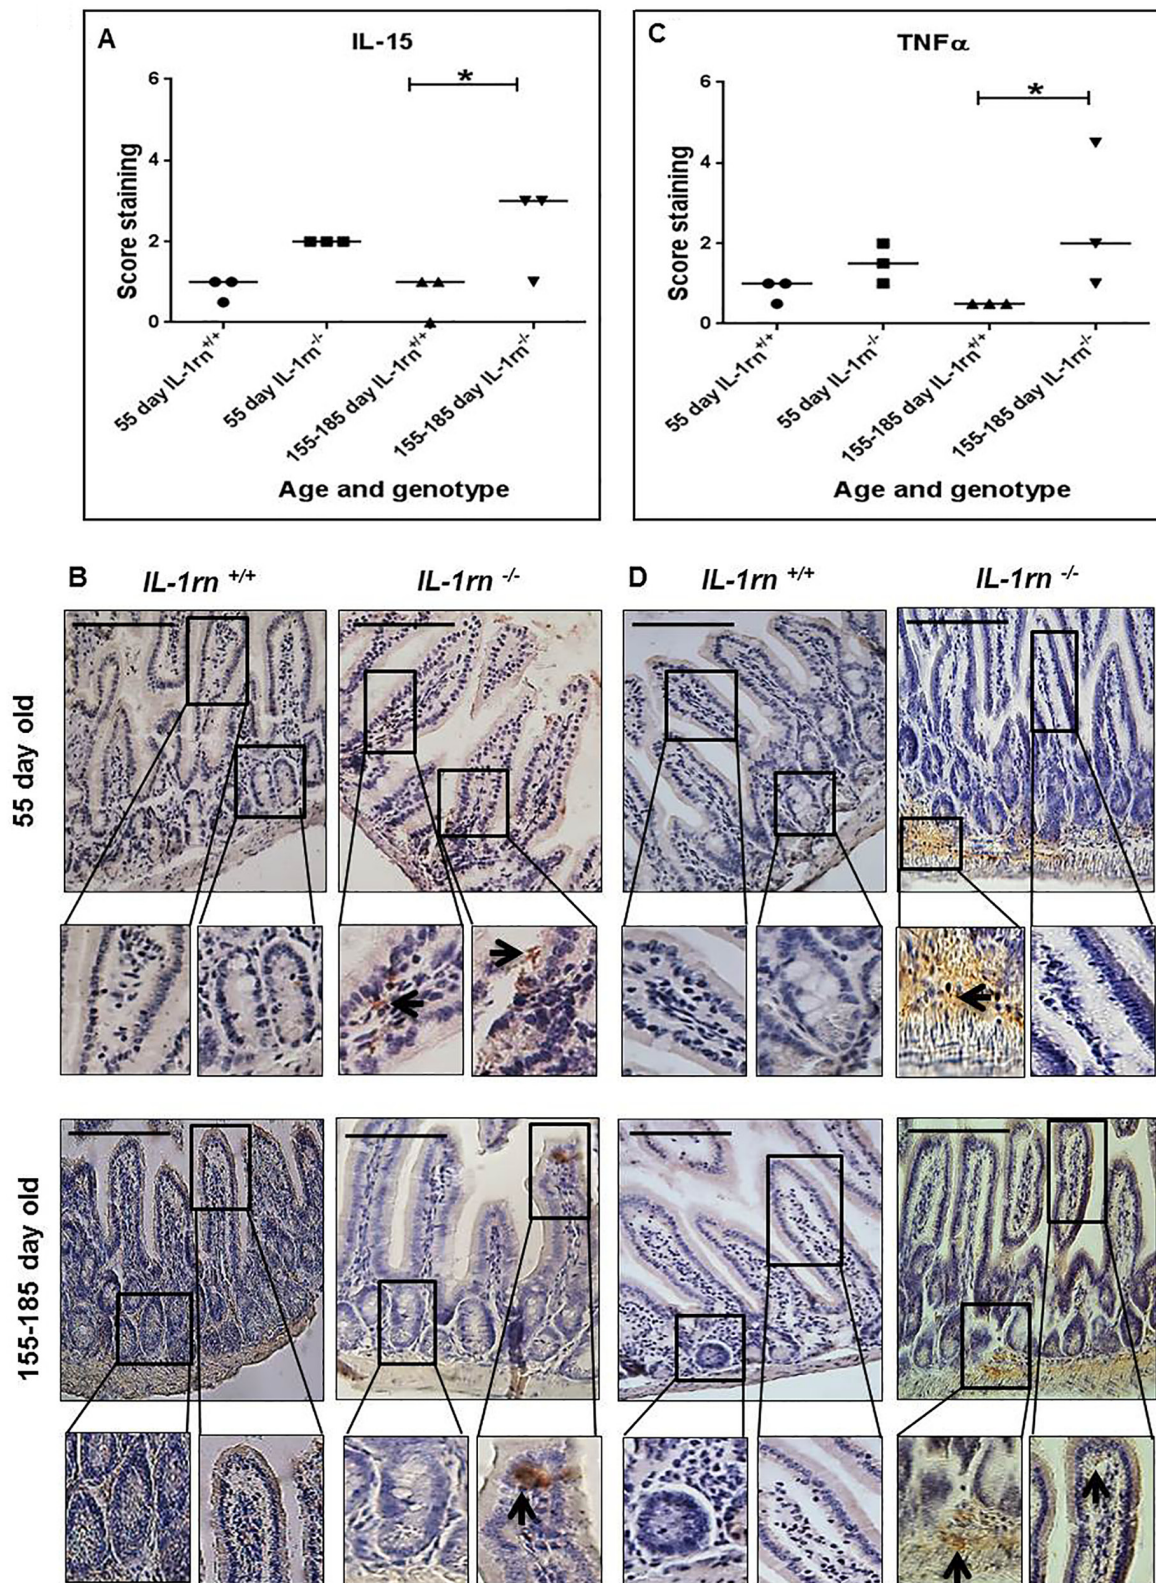 A
IL-15
*
6
4
2
0
Score staining
55 day IL-1rn+/+
55 day IL-1rn-/-
155-185 day IL-1rn+/+
155-185 day IL-1rn-/-
Age and genotype
C
TNFα
*
6
4
2
0
Score staining
55 day IL-1rn+/+
55 day IL-1rn-/-
155-185 day IL-1rn+/+
155-185 day IL-1rn-/-
Age and genotype
B
IL-1rn +/+
IL-1rn -/-
D
IL-1rn +/+
IL-1rn -/-
55 day old
155-185 day old